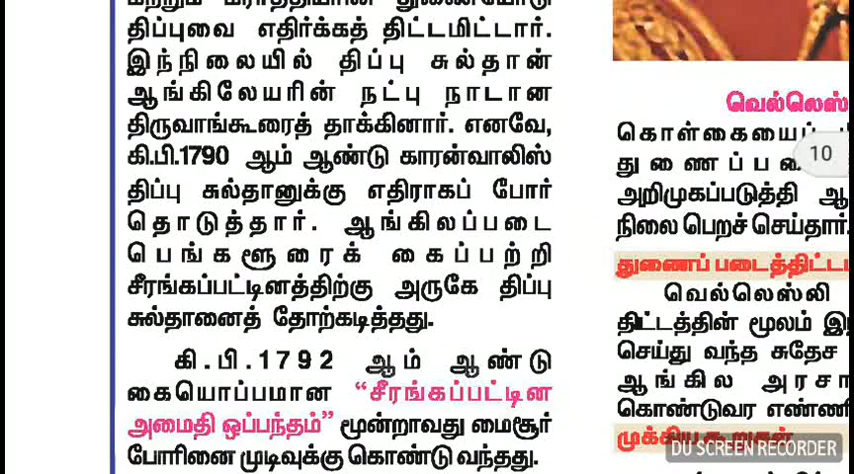 திப்புவை எதிர்க்கத் திட்டமிட்டார்.
இந்நிலையில் திப்பு சுல்தான்
ஆங்கிலேயரின் நட்பு நாடான
திருவாங்கூரைத் தாக்கினார். எனவே,
கி.பி.1790 ஆம் ஆண்டு காரன்வாலிஸ்
திப்பு சுல்தானுக்கு எதிராகப் போர்
தொடுத்தார். ஆங்கிலப்படை
பெங்களூரைக் கைப்பற்றி
சீரங்கப்பட்டினத்திற்கு அருகே திப்பு
சுல்தானைத் தோற்கடித்தது.
கி.பி.1792 ஆம் ஆண்டு
கையொப்பமான “சீரங்கப்பட்டின
அமைதி ஒப்பந்தம்” மூன்றாவது மைசூர்
போரினை முடிவுக்கு கொண்டு வந்தது.
வெல்லெஸ்
கொள்கையைப்
துணைப்ப
10
அறிமுகப்படுத்தி ஆ
நிலை பெறச் செய்தார்.
துணைப் படைத்திட்ட
வெல்லெஸ்லி
திட்டத்தின் மூலம் இ
செய்து வந்த சுதேச
ஆங்கில அரசா
கொண்டுவர எண்ணி
முக்கிய கூறுகள்
DU SCREEN RECORDER